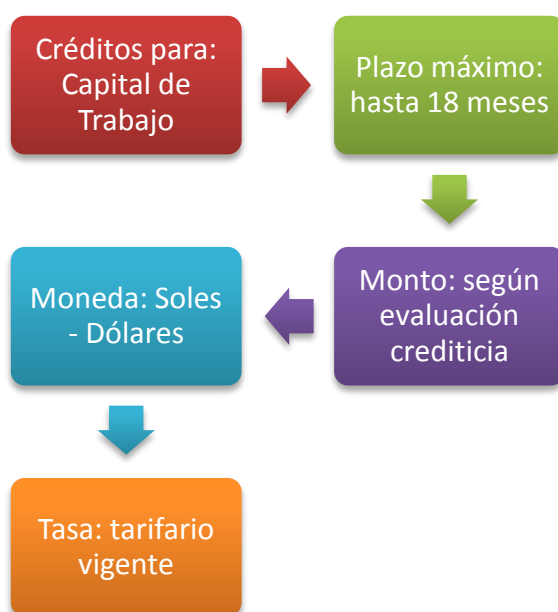 Créditos para:
Capital de
Trabajo
Plazo máximo:
hasta 18 meses
Monto: según
evaluación
crediticia
Moneda: Soles
- Dólares
Tasa: tarifario
vigente